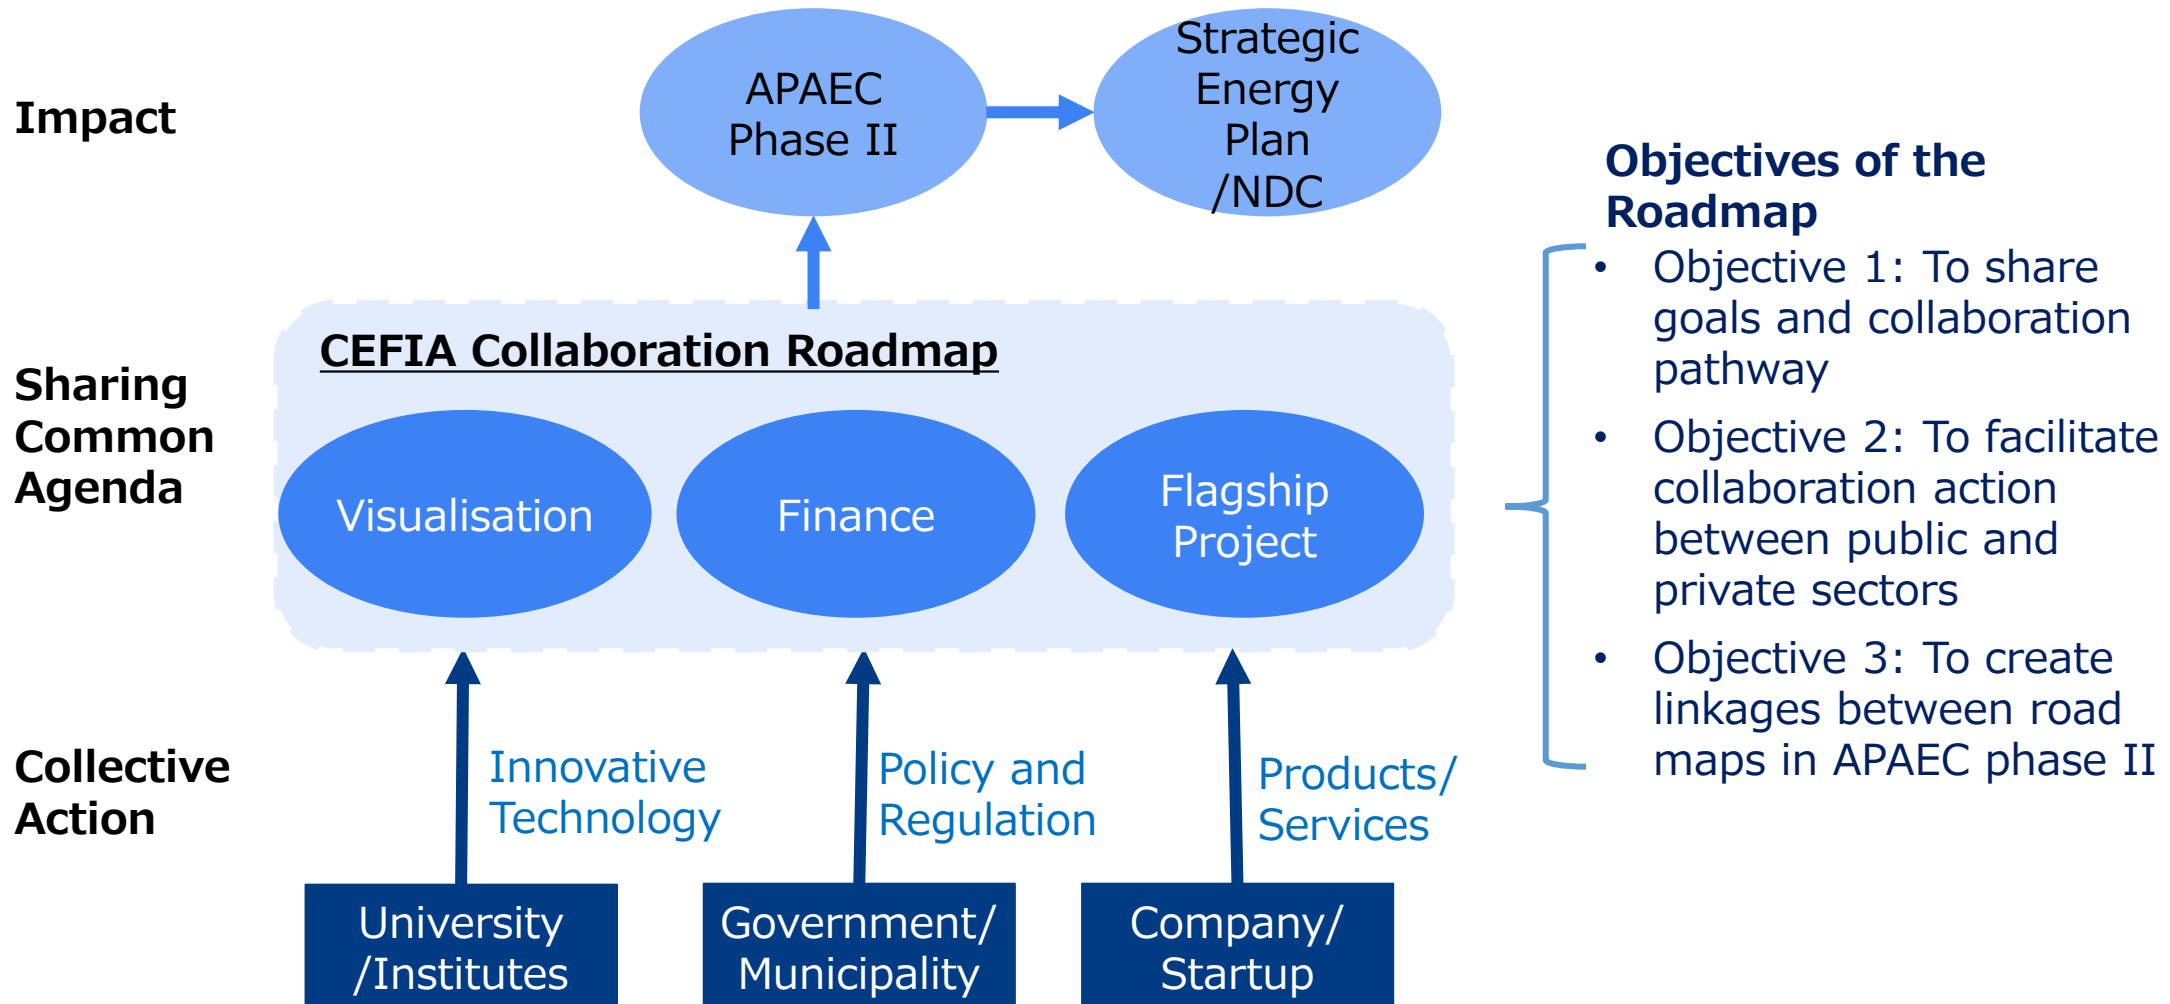 Impact
APAEC
Phase II
Strategic
Energy
Plan
/NDC
Sharing
Common
Agenda
CEFIA Collaboration Roadmap
Visualisation
Finance
Flagship
Project
Collective
Action
Innovative
Technology
Policy and
Regulation
Products/
Services
University
/Institutes
Government/
Municipality
Company/
Startup
Objectives of the
Roadmap
• Objective 1: To share
goals and collaboration
pathway
• Objective 2: To facilitate
collaboration action
between public and
private sectors
• Objective 3: To create
linkages between road
maps in APAEC phase II